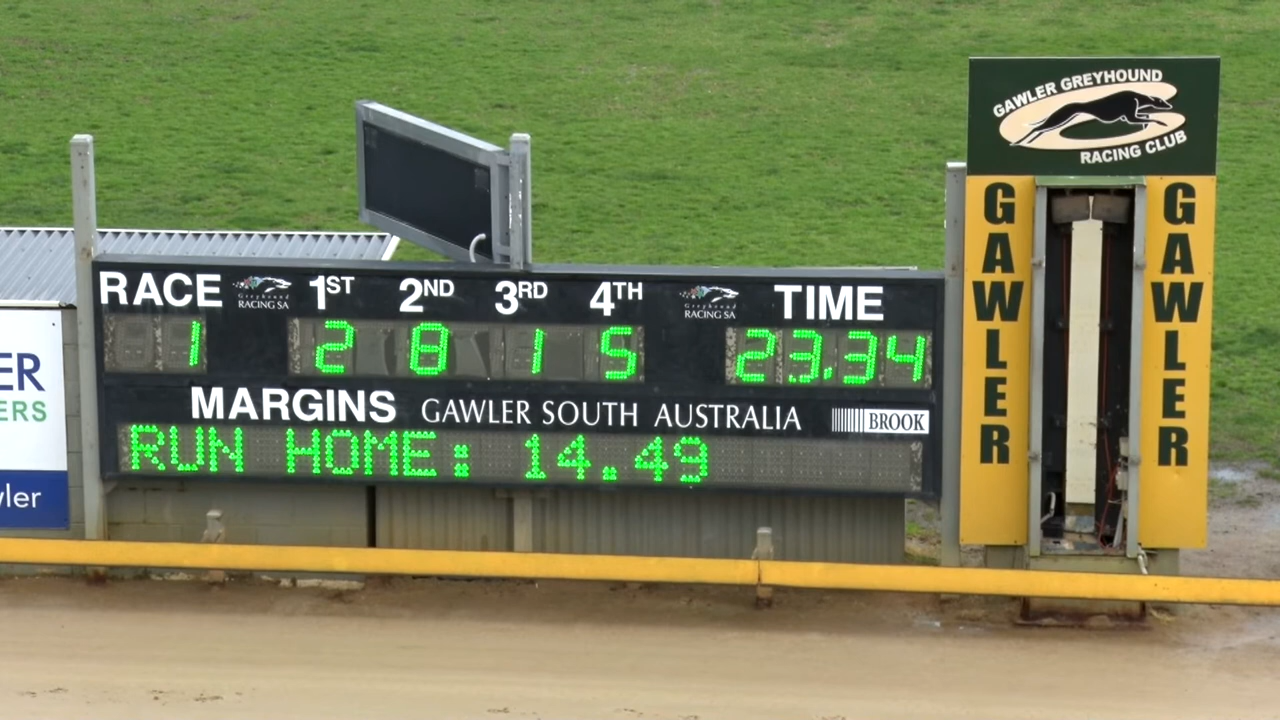 GAWLER GREYHOUND
RACING CLUB
GAWLER
GAWLER
RACE
Greyhound
RACING SA
1ST
2ND
3RD
4TH
Greyhound
RACING SA
TIME
1
2
8
1
5
23.34
MARGINS
GAWLER SOUTH AUSTRALIA
BROOK
RUN HOME: 14.49
ER
ERS
wler